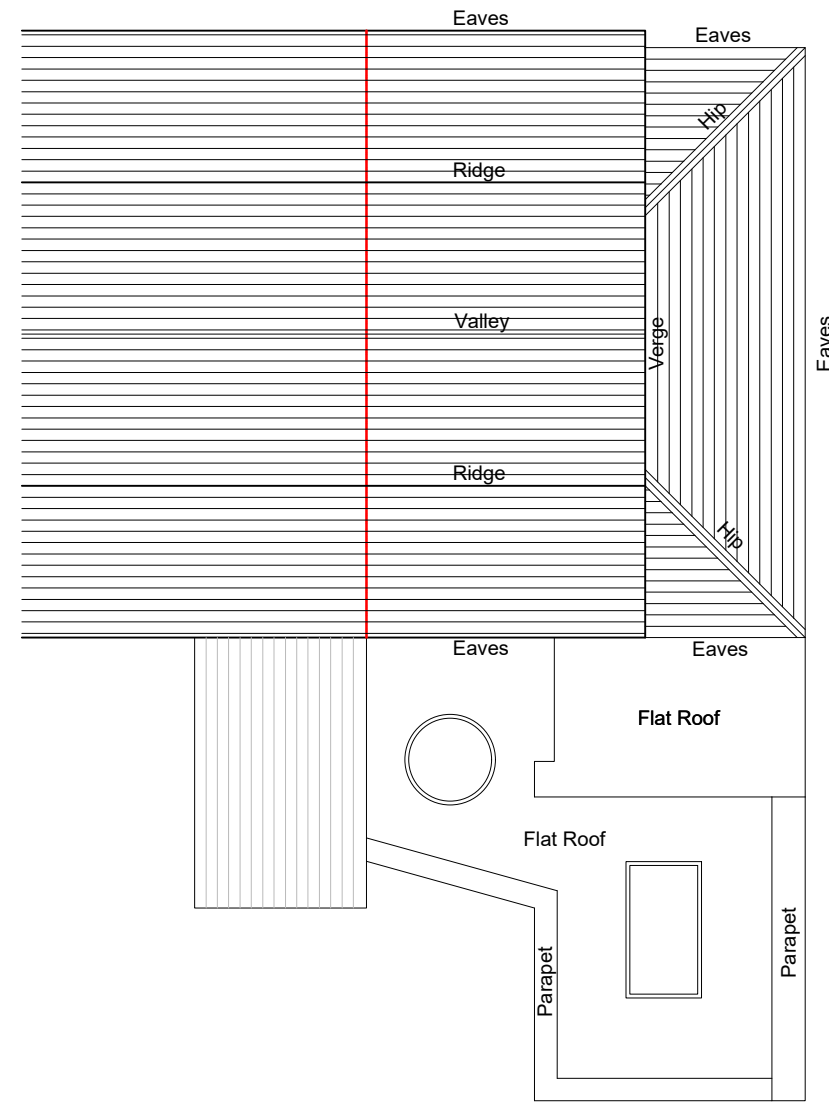 Eaves
Eaves
Hip
Ridge
Valley
Verge
Eaves
Ridge
Hip
Eaves
Eaves
Flat Roof
Flat Roof
Parapet
Parapet